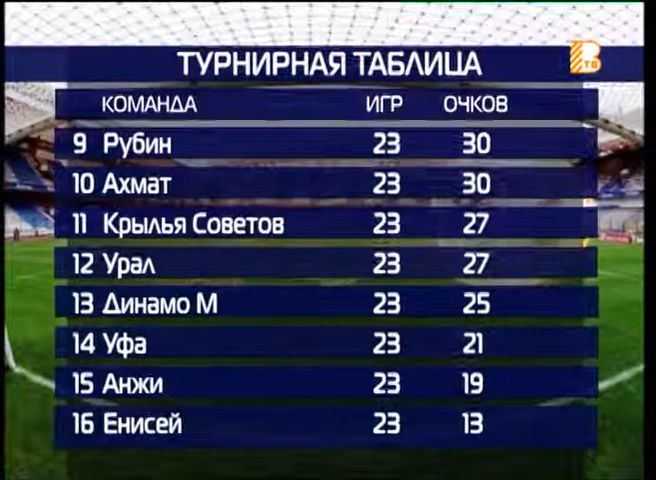 ТУРНИРНАЯ ТАБЛИЦА
В ТВ
КОМАНДА ИГР ОЧКОВ
9 Рубин 23 30
10 Ахмат 23 30
11 Крылья Советов 23 27
12 Урал 23 27
13 Динамо М 23 25
14 Уфа 23 21
15 Анжи 23 19
16 Енисей 23 13